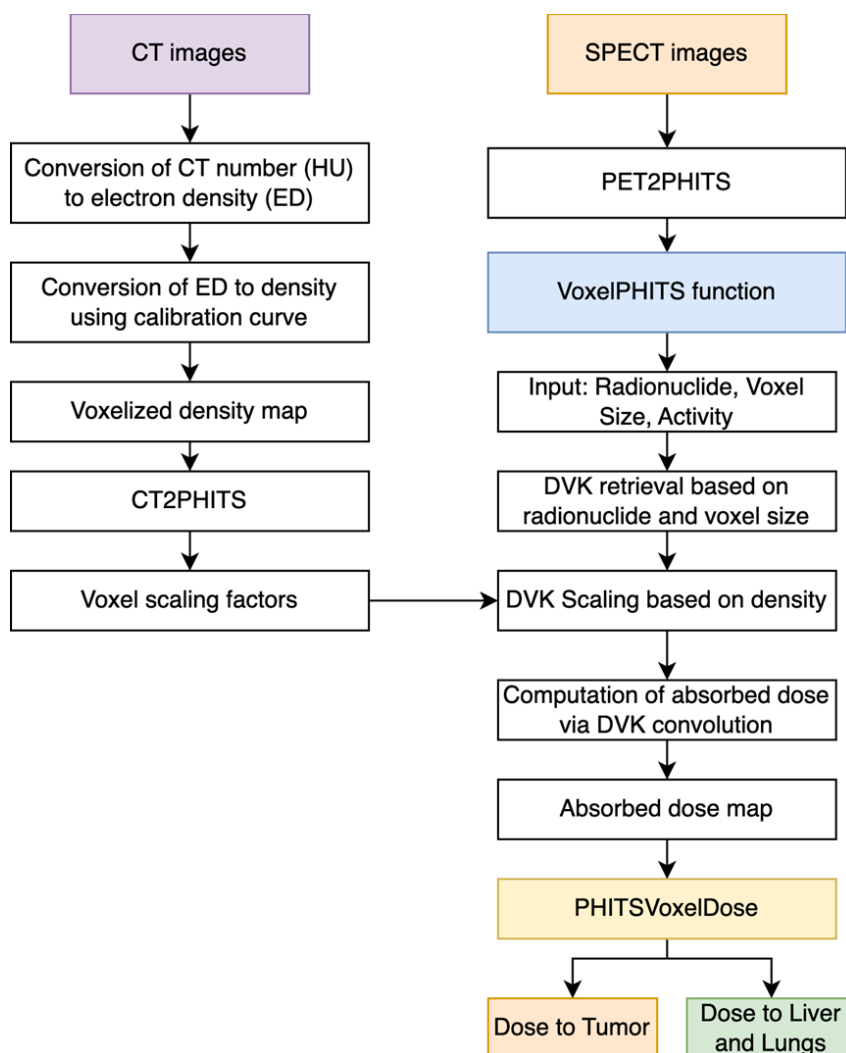 CT images
Conversion of CT number (HU)
to electron density (ED)
Conversion of ED to density
using calibration curve
Voxelized density map
CT2PHITS
Voxel scaling factors
SPECT images
PET2PHITS
VoxelPHITS function
Input: Radionuclide, Voxel
Size, Activity
DVK retrieval based on
radionuclide and voxel size
DVK Scaling based on density
Computation of absorbed dose
via DVK convolution
Absorbed dose map
PHITSVoxelDose
Dose to Tumor
Dose to Liver
and Lungs